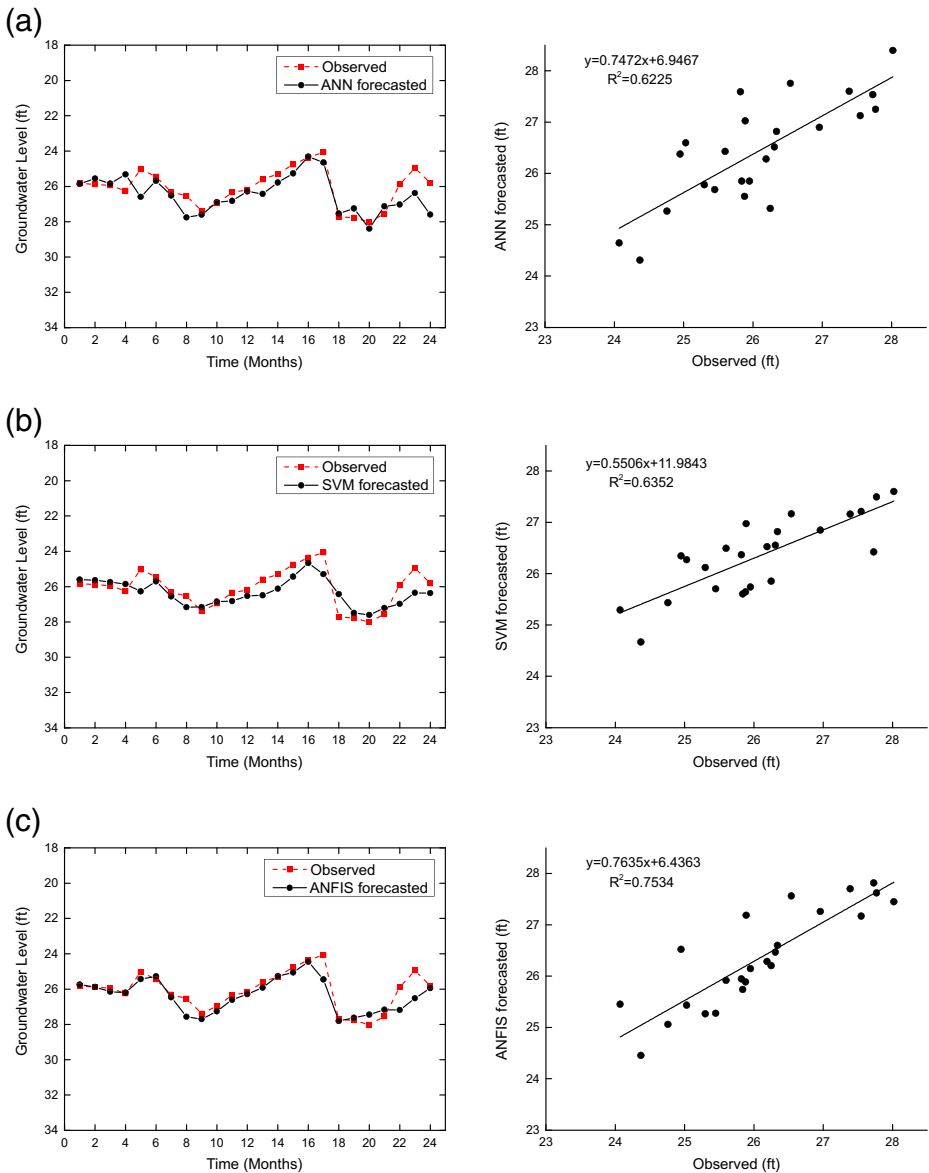 (a)
Observed
ANN forecasted
18
20
22
24
26
28
30
32
34
0 2 4 6 8 10 12 14 16 18 20 22 24
Groundwater Level (ft)
Time (Months)
y=0.7472x+6.9467
R²=0.6225
28
27
26
25
24
23
23 24 25 26 27 28
ANN forecasted (ft)
Observed (ft)
(b)
Observed
SVM forecasted
18
20
22
24
26
28
30
32
34
0 2 4 6 8 10 12 14 16 18 20 22 24
Groundwater Level (ft)
Time (Months)
y=0.5506x+11.9843
R²=0.6352
28
27
26
25
24
23
23 24 25 26 27 28
SVM forecasted (ft)
Observed (ft)
(c)
Observed
ANFIS forecasted
18
20
22
24
26
28
30
32
34
0 2 4 6 8 10 12 14 16 18 20 22 24
Groundwater Level (ft)
Time (Months)
y=0.7635x+6.4363
R²=0.7534
28
27
26
25
24
23
23 24 25 26 27 28
ANFIS forecasted (ft)
Observed (ft)